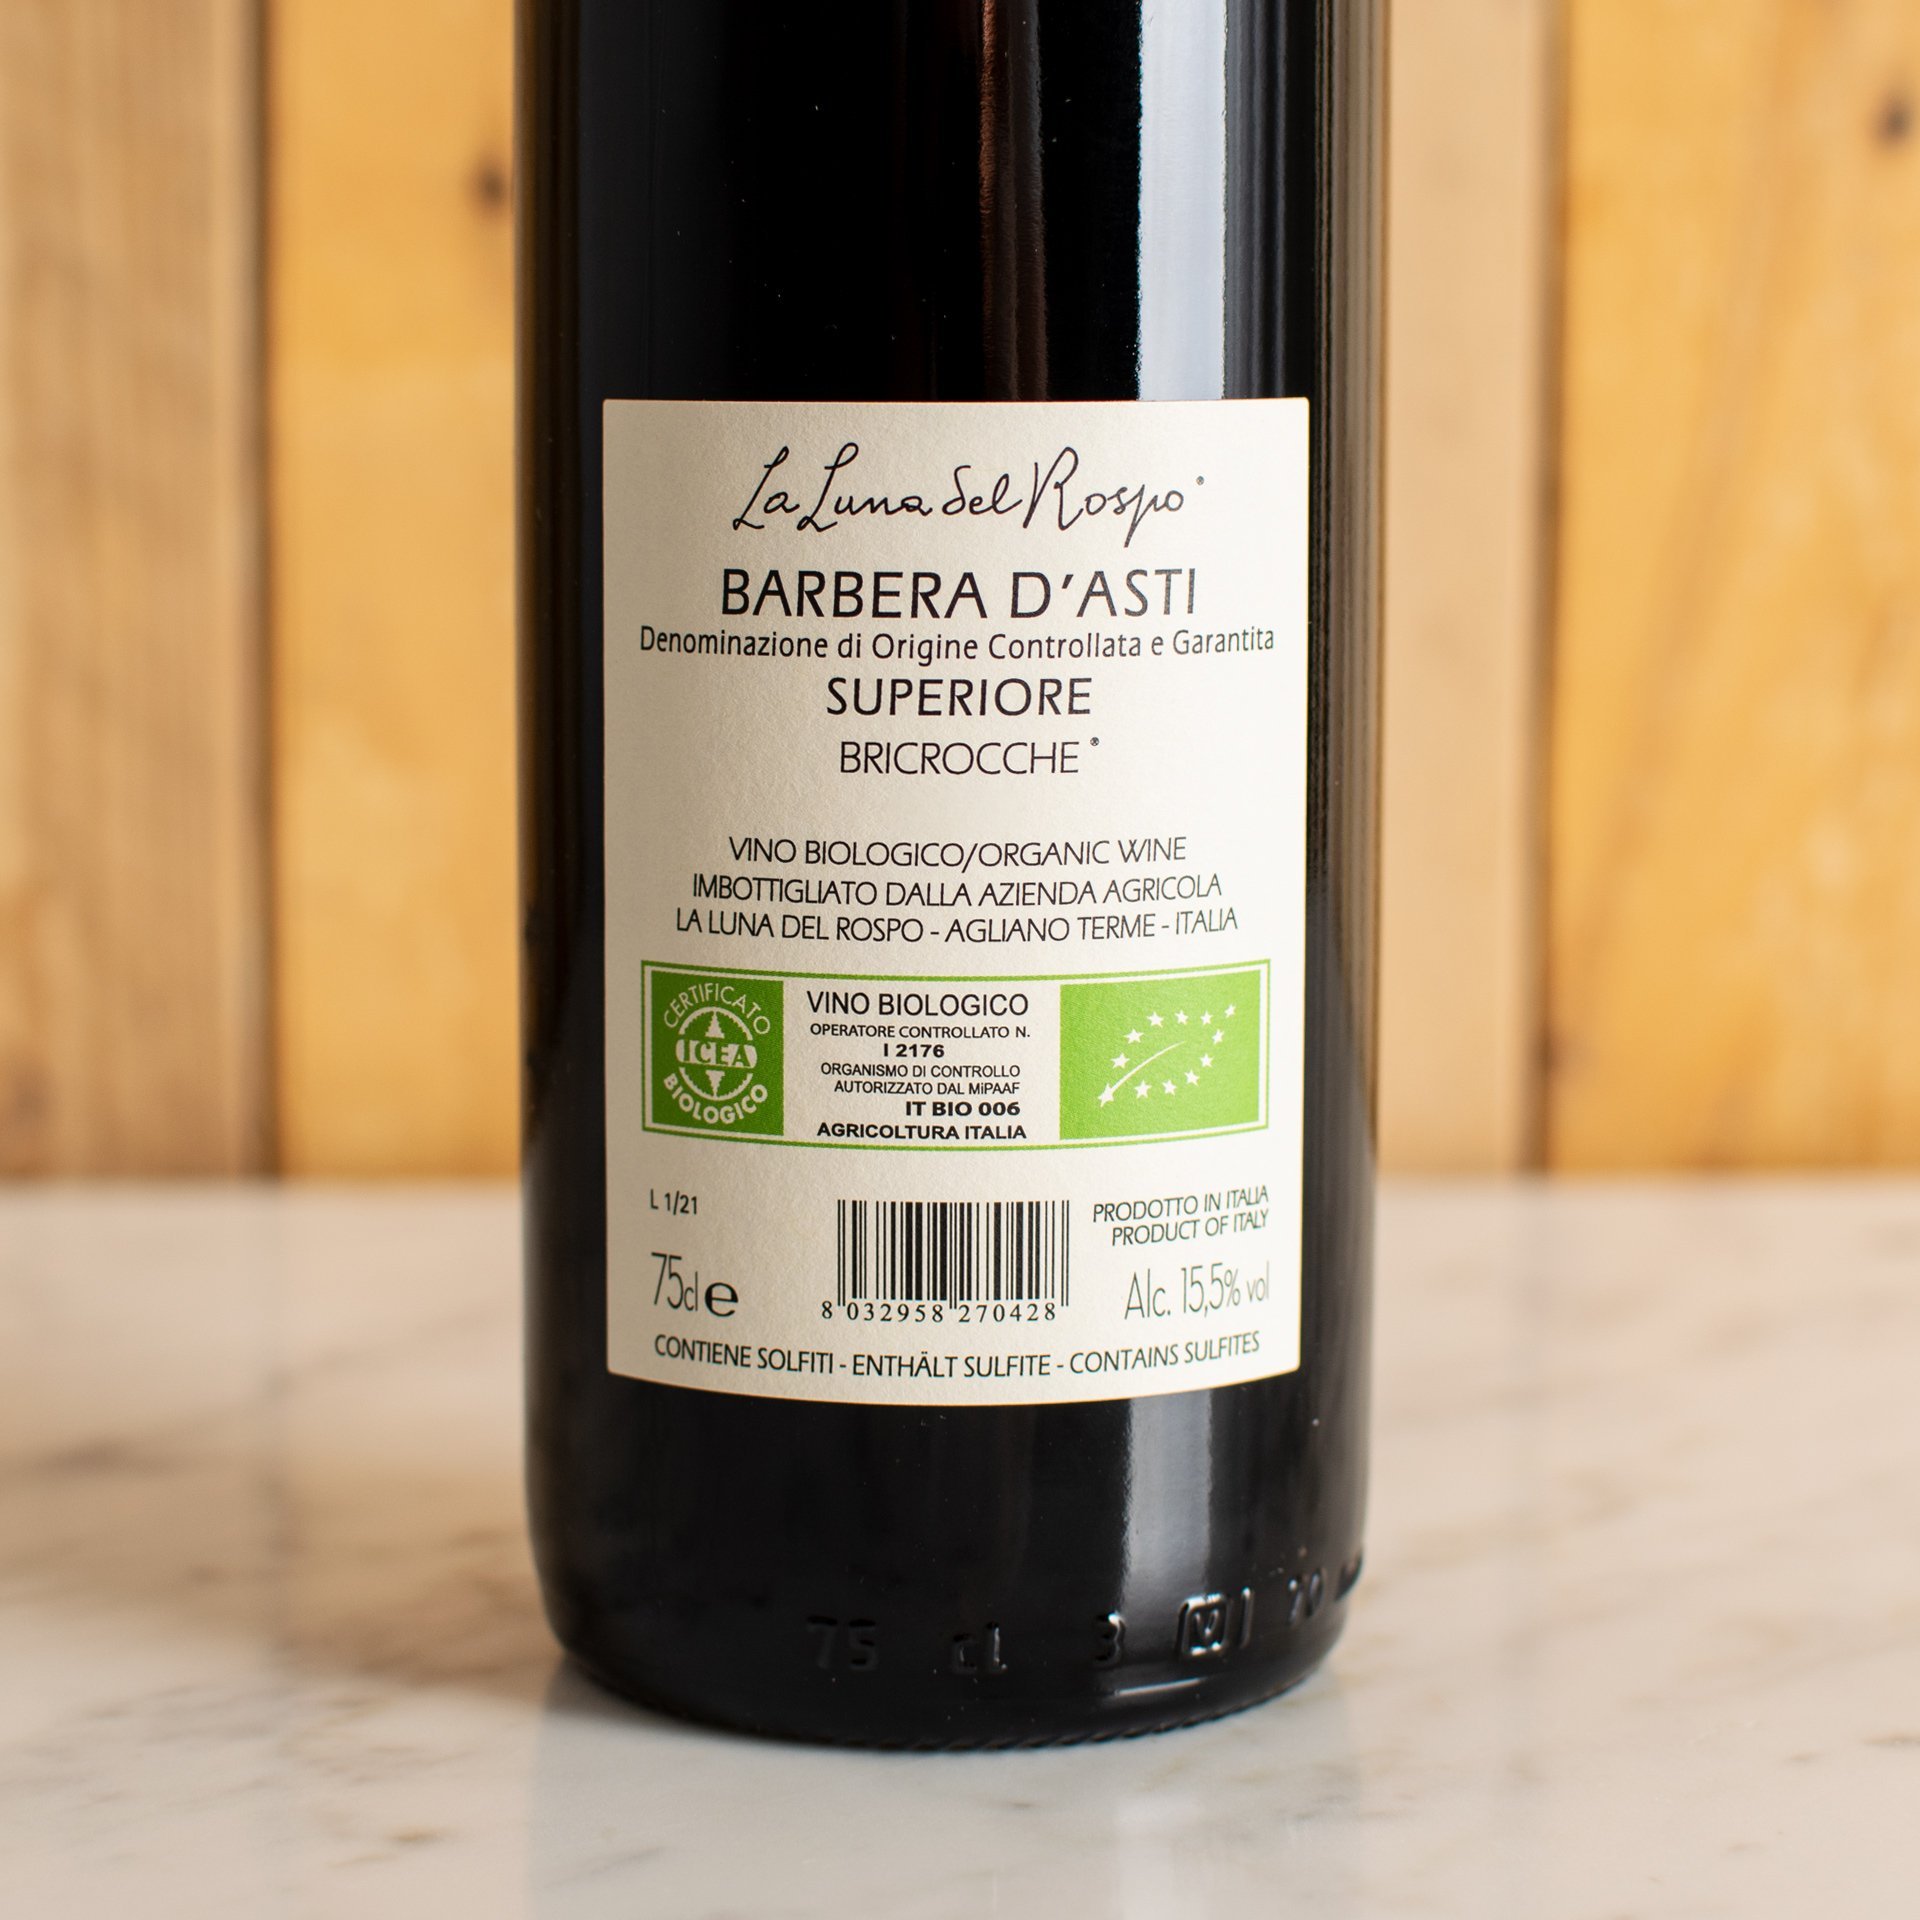 La Luna del Rospo®
BARBERA D'ASTI
Denominazione di Origine Controllata e Garantita
SUPERIORE
BRICROCCHE®
VINO BIOLOGICO/ORGANIC WINE
IMBOTTIGLIATO DALLA AZIENDA AGRICOLA
LA LUNA DEL ROSPO - AGLIANO TERME - ITALIA
CERTIFICATO
ICEA
BIOLOGICO
VINO BIOLOGICO
OPERATORE CONTROLLATO N.
I 2176
ORGANISMO DI CONTROLLO
AUTORIZZATO DAL MiPAAF
IT BIO 006
AGRICOLTURA ITALIA
L 1/21
75cl e
8 032958 270428
PRODOTTO IN ITALIA
PRODUCT OF ITALY
Alc. 15,5% vol
CONTIENE SOLFITI - ENTHÄLT SULFITE - CONTAINS SULFITES
75 cl 3